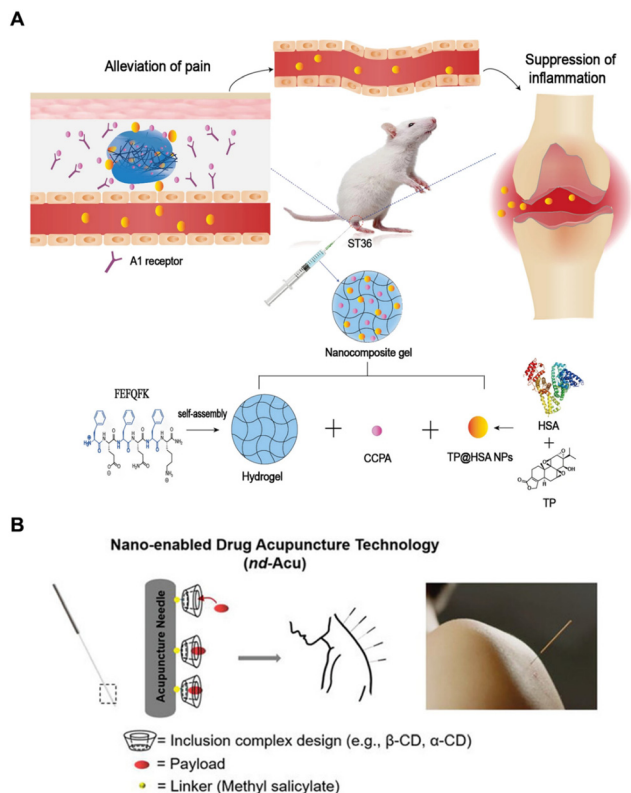 A
Alleviation of pain
Suppression of
inflammation
ST36
A1 receptor
Nanocomposite gel
FEFQFK
self-assembly
Hydrogel
+
CCPA
+
TP@HSA NPs
HSA
+
TP
B
Nano-enabled Drug Acupuncture Technology
(nd-Acu)
Acupuncture Needle
= Inclusion complex design (e.g., β-CD, α-CD)
= Payload
= Linker (Methyl salicylate)